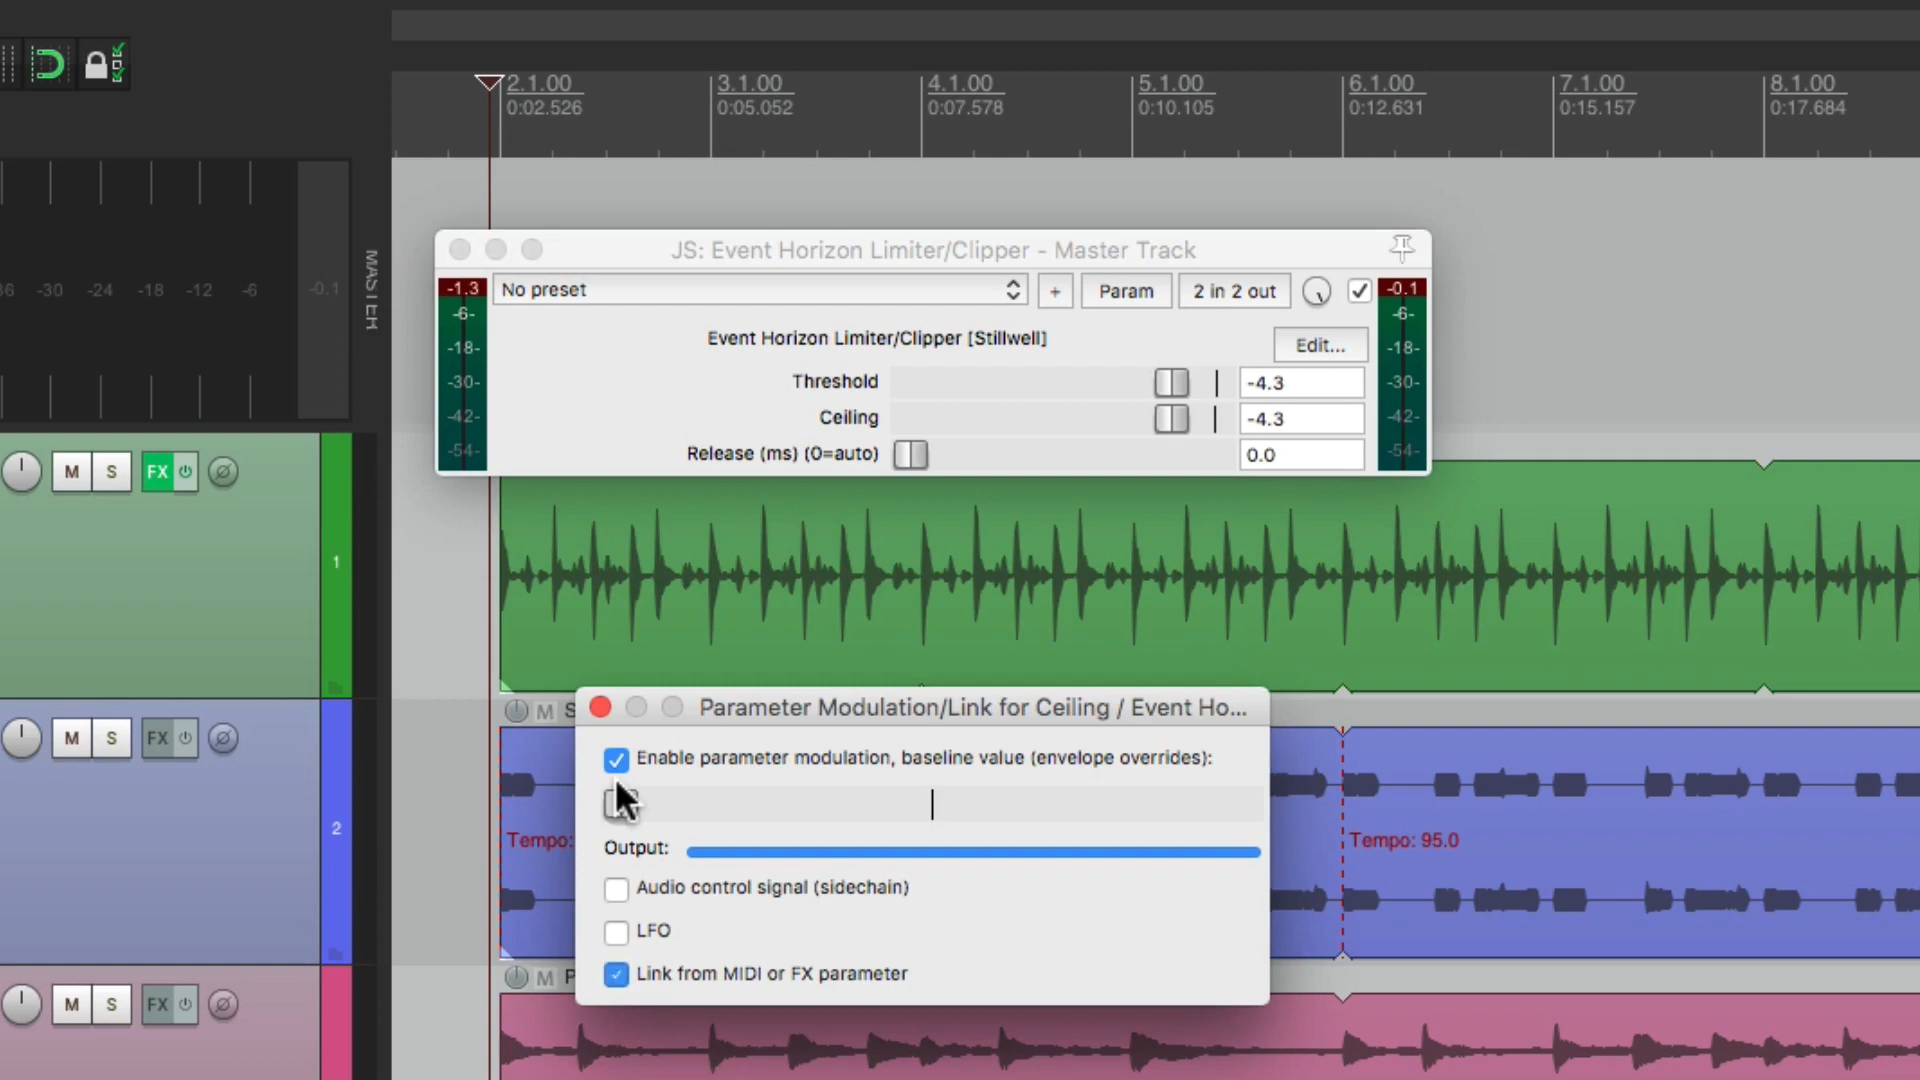 2.1.00 3.1.00 4.1.00 5.1.00 6.1.00 7.1.00 8.1.00
0:02.526 0:05.052 0:07.578 0:10.105 0:12.631 0:15.157 0:17.684
-30 -24 -18 -12 -6 -0.1
MASTER
JS: Event Horizon Limiter/Clipper - Master Track
-1.3 No preset + Param 2 in 2 out -0.1
-6- -6-
Event Horizon Limiter/Clipper [Stillwell] Edit...
-18- -18-
-30- Threshold -4.3 -30-
-42- Ceiling -4.3 -42-
-54- Release (ms) (0=auto) 0.0 -54-
M S FX
1
M S
Parameter Modulation/Link for Ceiling / Event Ho...
M S FX
Enable parameter modulation, baseline value (envelope overrides):
2
Tempo: Tempo: 95.0
Output:
Audio control signal (sidechain)
LFO
M P
Link from MIDI or FX parameter
M S FX